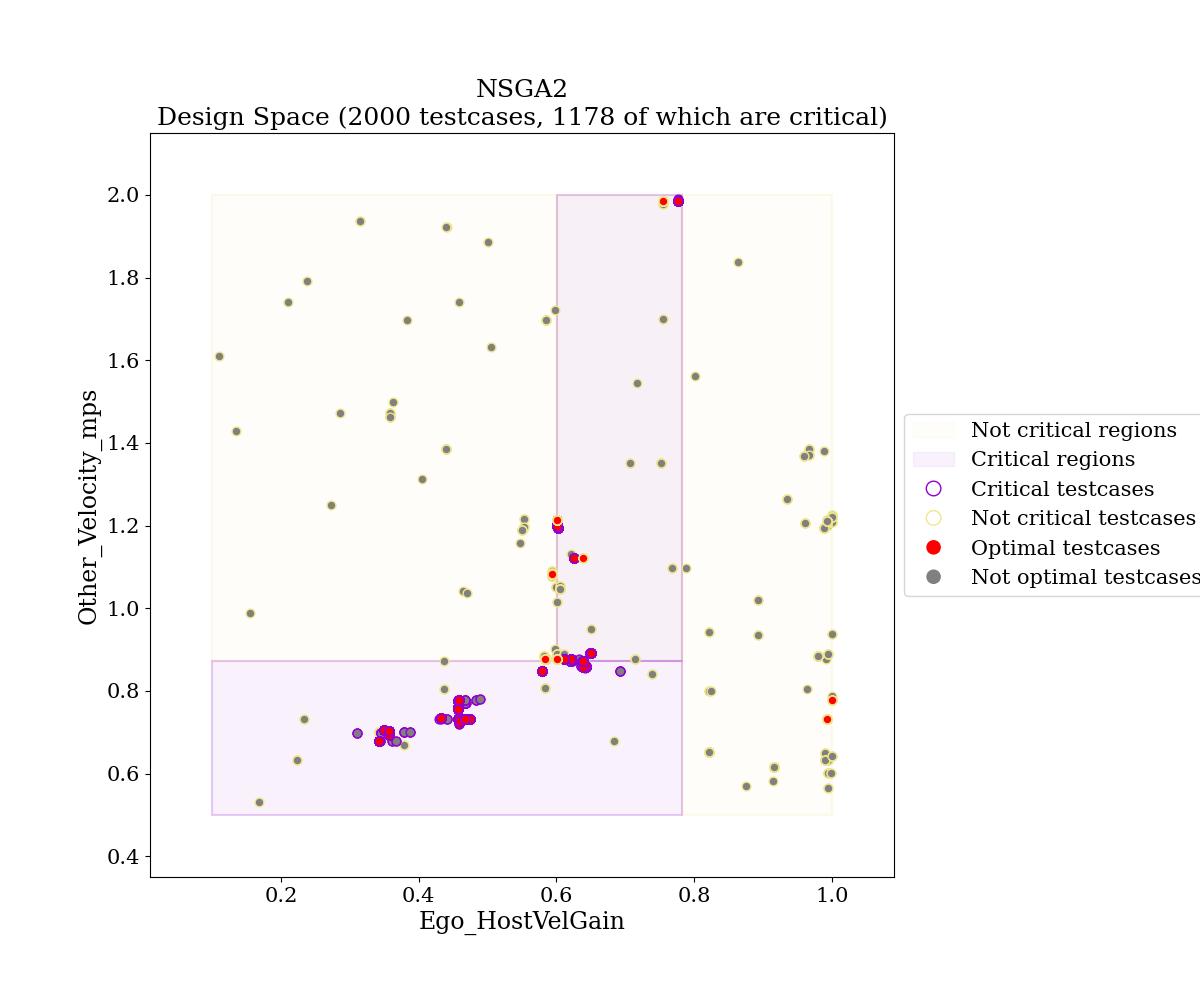 NSGA2
Design Space (2000 testcases, 1178 of which are critical)
2.0
1.8
1.6
1.4
1.2
1.0
0.8
0.6
0.4
Other_Velocity_mps
0.2
0.4
0.6
0.8
1.0
Ego_HostVelGain
Not critical regions
Critical regions
Critical testcases
Not critical testcases
Optimal testcases
Not optimal testcases